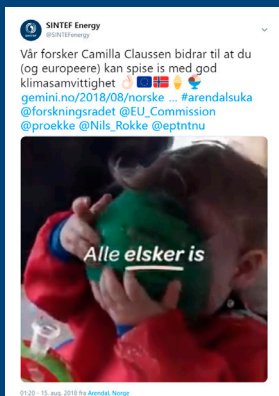 SINTEF Energy
@SINTEFenergy
Vår forsker Camilla Claussen bidrar til at du
(og europeere) kan spise is med god
klimasamvittighet 👌🏻🇪🇺🇳🇴🍦🍨
gemini.no/2018/08/norske ... #arendalsuka
@forskningsradet @EU_Commission
@proekke @Nils_Rokke @eptntnu
Alle elsker is
01:20 - 15. aug. 2018 fra Arendal, Norge